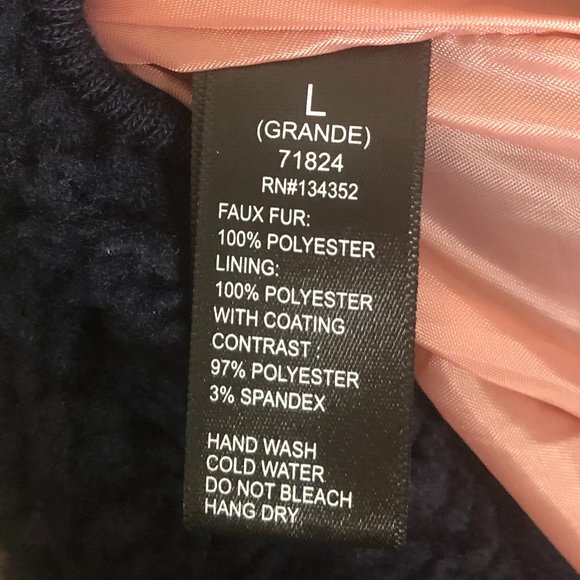 L
(GRANDE)
71824
RN#134352
FAUX FUR:
100% POLYESTER
LINING:
100% POLYESTER
WITH COATING
CONTRAST :
97% POLYESTER
3% SPANDEX
HAND WASH
COLD WATER
DO NOT BLEACH
HANG DRY